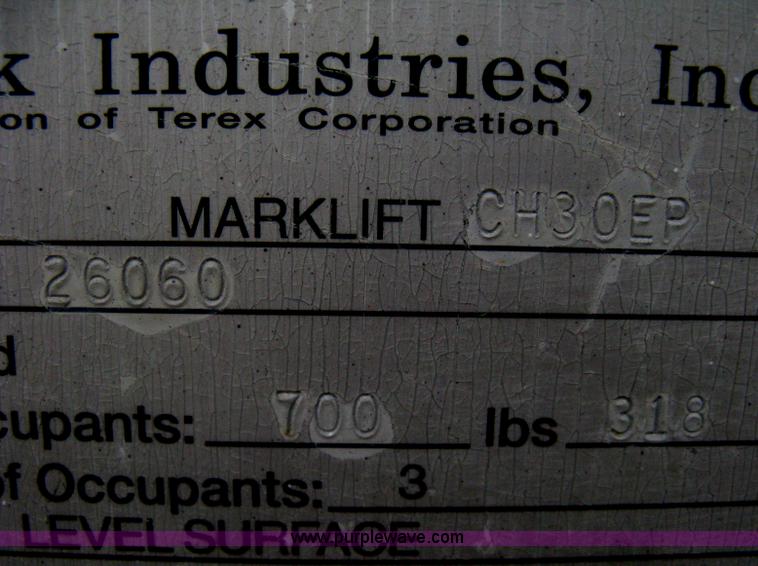 k Industries, Inc
on of Terex Corporation
MARKLIFT CH30EP
26060
d
cupants: 700 lbs 318
of Occupants: 3
LEVEL SURFACE
www.purplewave.com